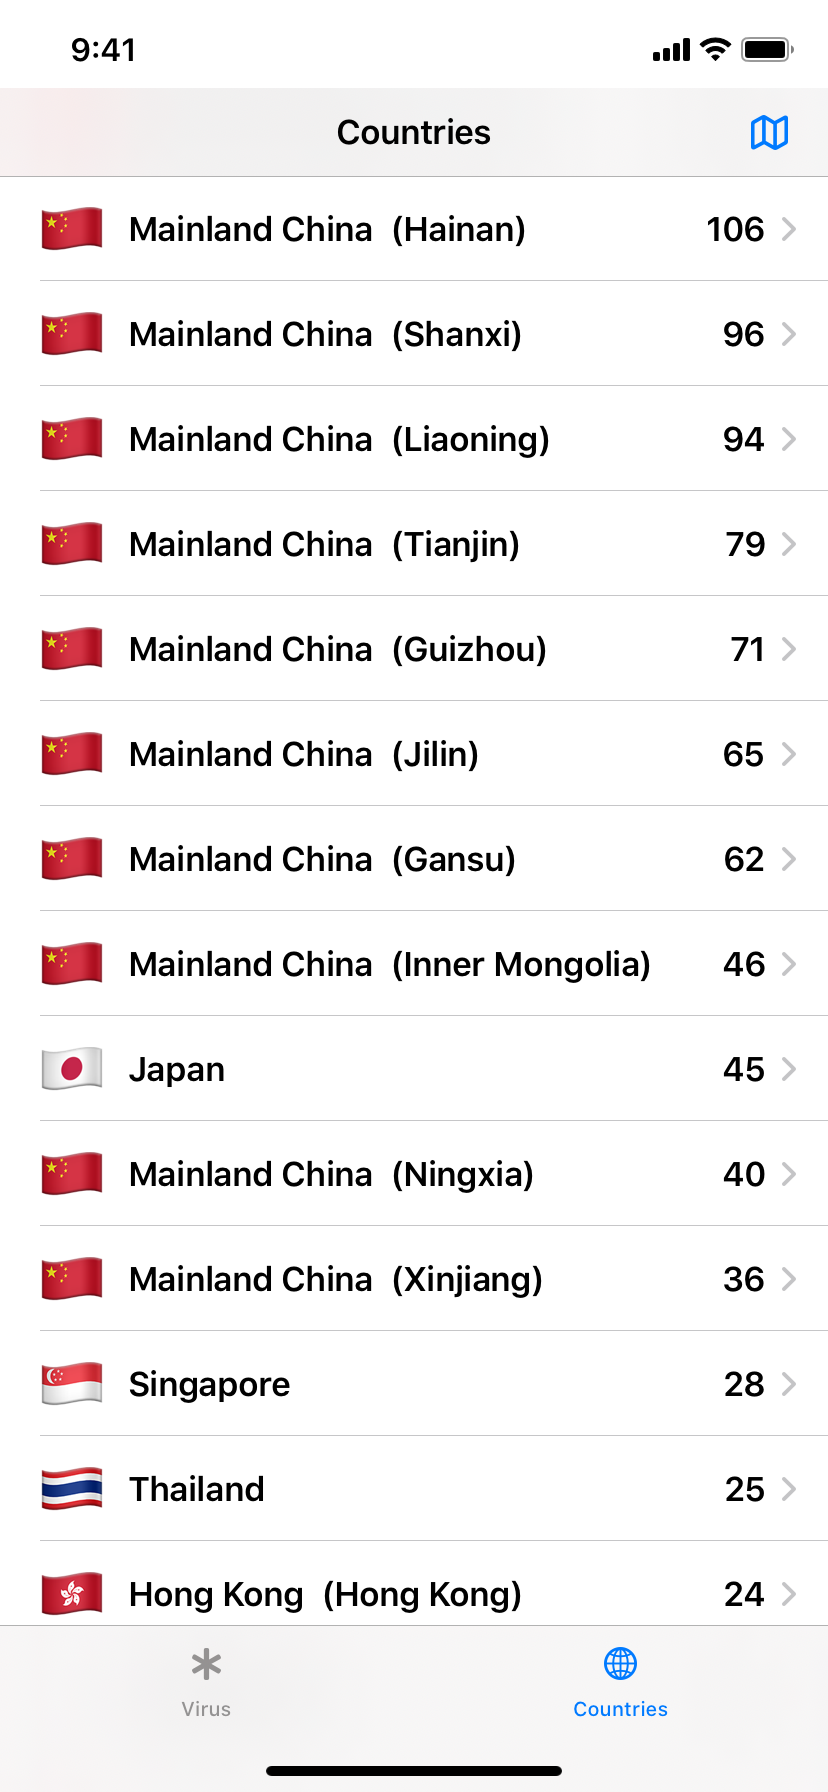 9:41
Countries
Mainland China (Hainan) 106
Mainland China (Shanxi) 96
Mainland China (Liaoning) 94
Mainland China (Tianjin) 79
Mainland China (Guizhou) 71
Mainland China (Jilin) 65
Mainland China (Gansu) 62
Mainland China (Inner Mongolia) 46
Japan 45
Mainland China (Ningxia) 40
Mainland China (Xinjiang) 36
Singapore 28
Thailand 25
Hong Kong (Hong Kong) 24
Virus Countries